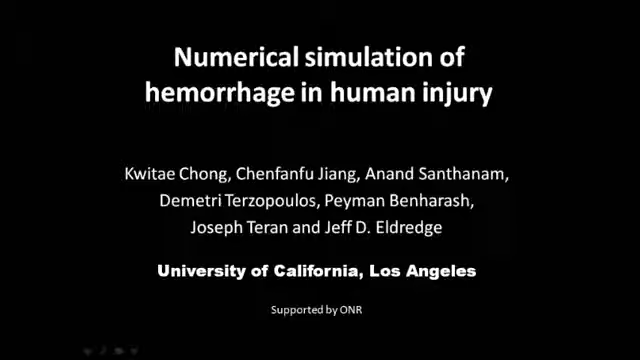 Numerical simulation of
hemorrhage in human injury
Kwitae Chong, Chenfanfu Jiang, Anand Santhanam,
Demetri Terzopoulos, Peyman Benharash,
Joseph Teran and Jeff D. Eldredge
University of California, Los Angeles
Supported by ONR